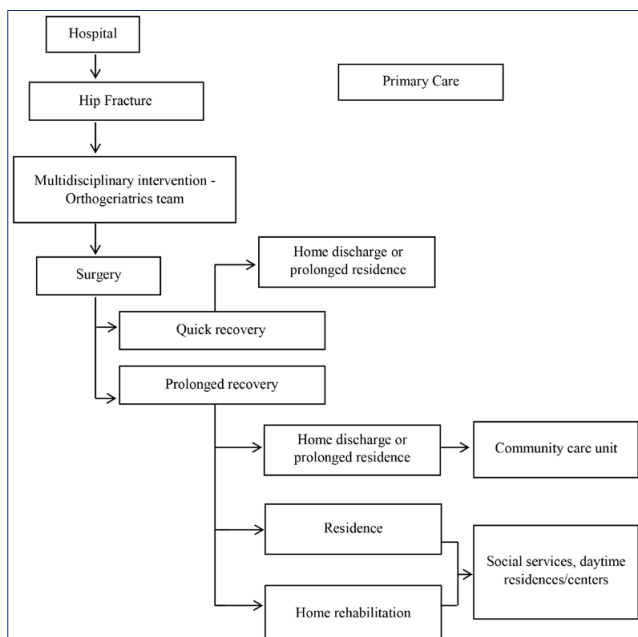 Hospital
Primary Care
Hip Fracture
Multidisciplinary intervention -
Orthogeriatrics team
Surgery
Home discharge or
prolonged residence
Quick recovery
Prolonged recovery
Home discharge or
prolonged residence
Community care unit
Residence
Social services, daytime
residences/centers
Home rehabilitation